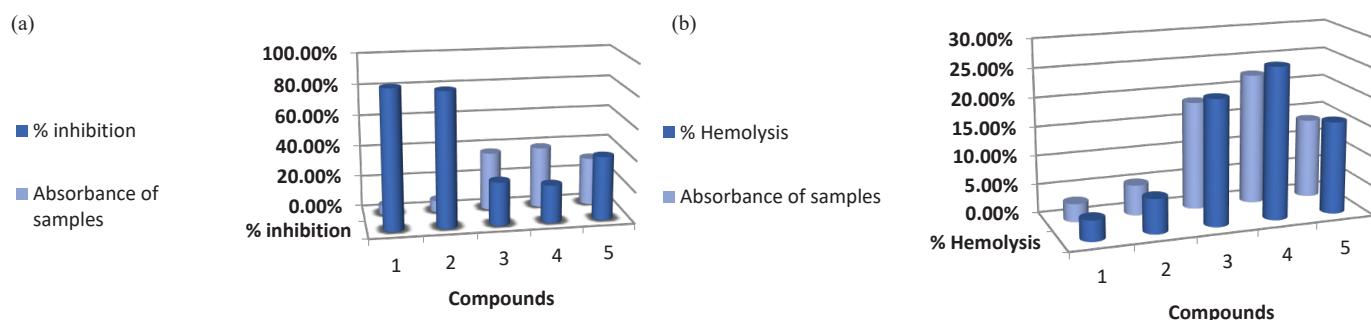 (a)
100.00%
80.00%
60.00%
40.00%
20.00%
0.00%
% inhibition
% inhibition
Absorbance of
samples
1
2
3
4
5
Compounds
(b)
30.00%
25.00%
20.00%
15.00%
10.00%
5.00%
0.00%
% Hemolysis
% Hemolysis
Absorbance of samples
1
2
3
4
5
Compounds